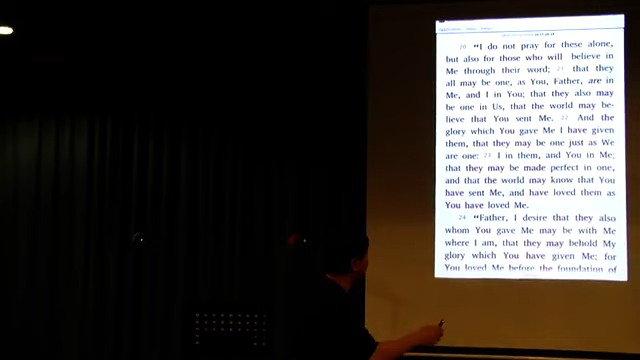 20 “I do not pray for these alone,
but also for those who will believe in
Me through their word; 21 that they
all may be one, as You, Father, are in
Me, and I in You; that they also may
be one in Us, that the world may be-
lieve that You sent Me. 22 And the
glory which You gave Me I have given
them, that they may be one just as We
are one: 23 I in them, and You in Me;
that they may be made perfect in one,
and that the world may know that You
have sent Me, and have loved them as
You have loved Me.
24 “Father, I desire that they also
whom You gave Me may be with Me
where I am, that they may behold My
glory which You have given Me; for
You loved Me before the foundation of